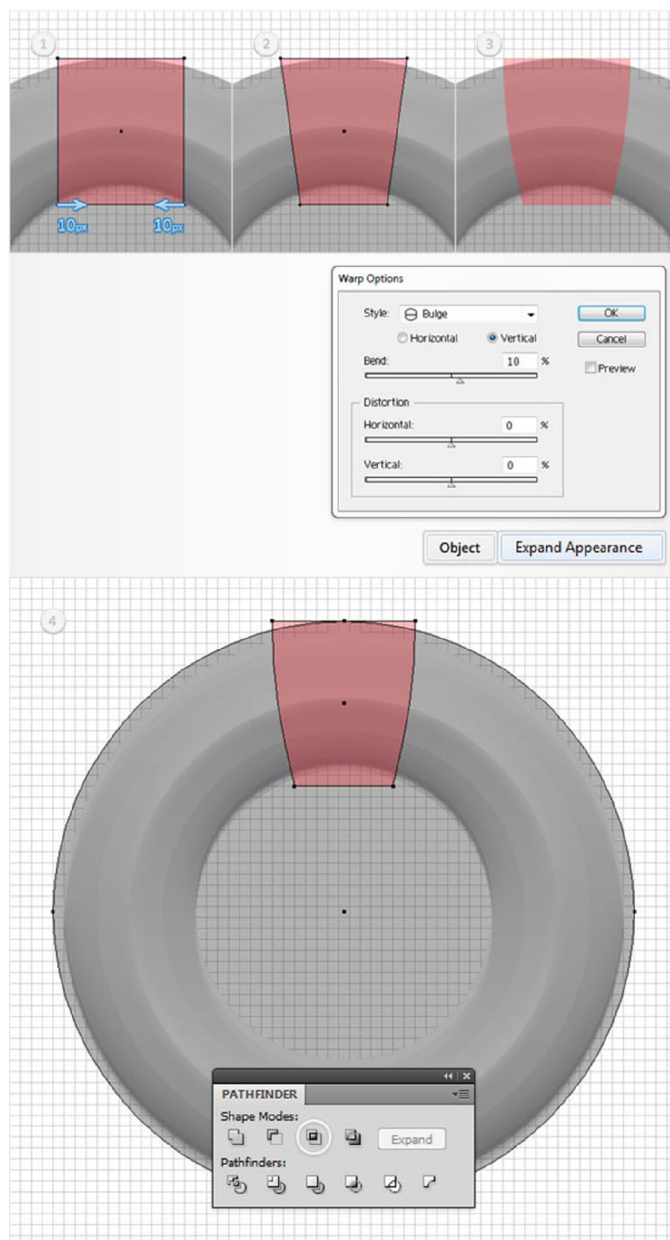 1
2
3
10px
10px
Warp Options
Style:
Bulge
OK
Horizontal
Vertical
Cancel
Bend:
10
%
Preview
Distortion
Horizontal:
0
%
Vertical:
0
%
Object
Expand Appearance
4
PATHFINDER
Shape Modes:
Expand
Pathfinders: